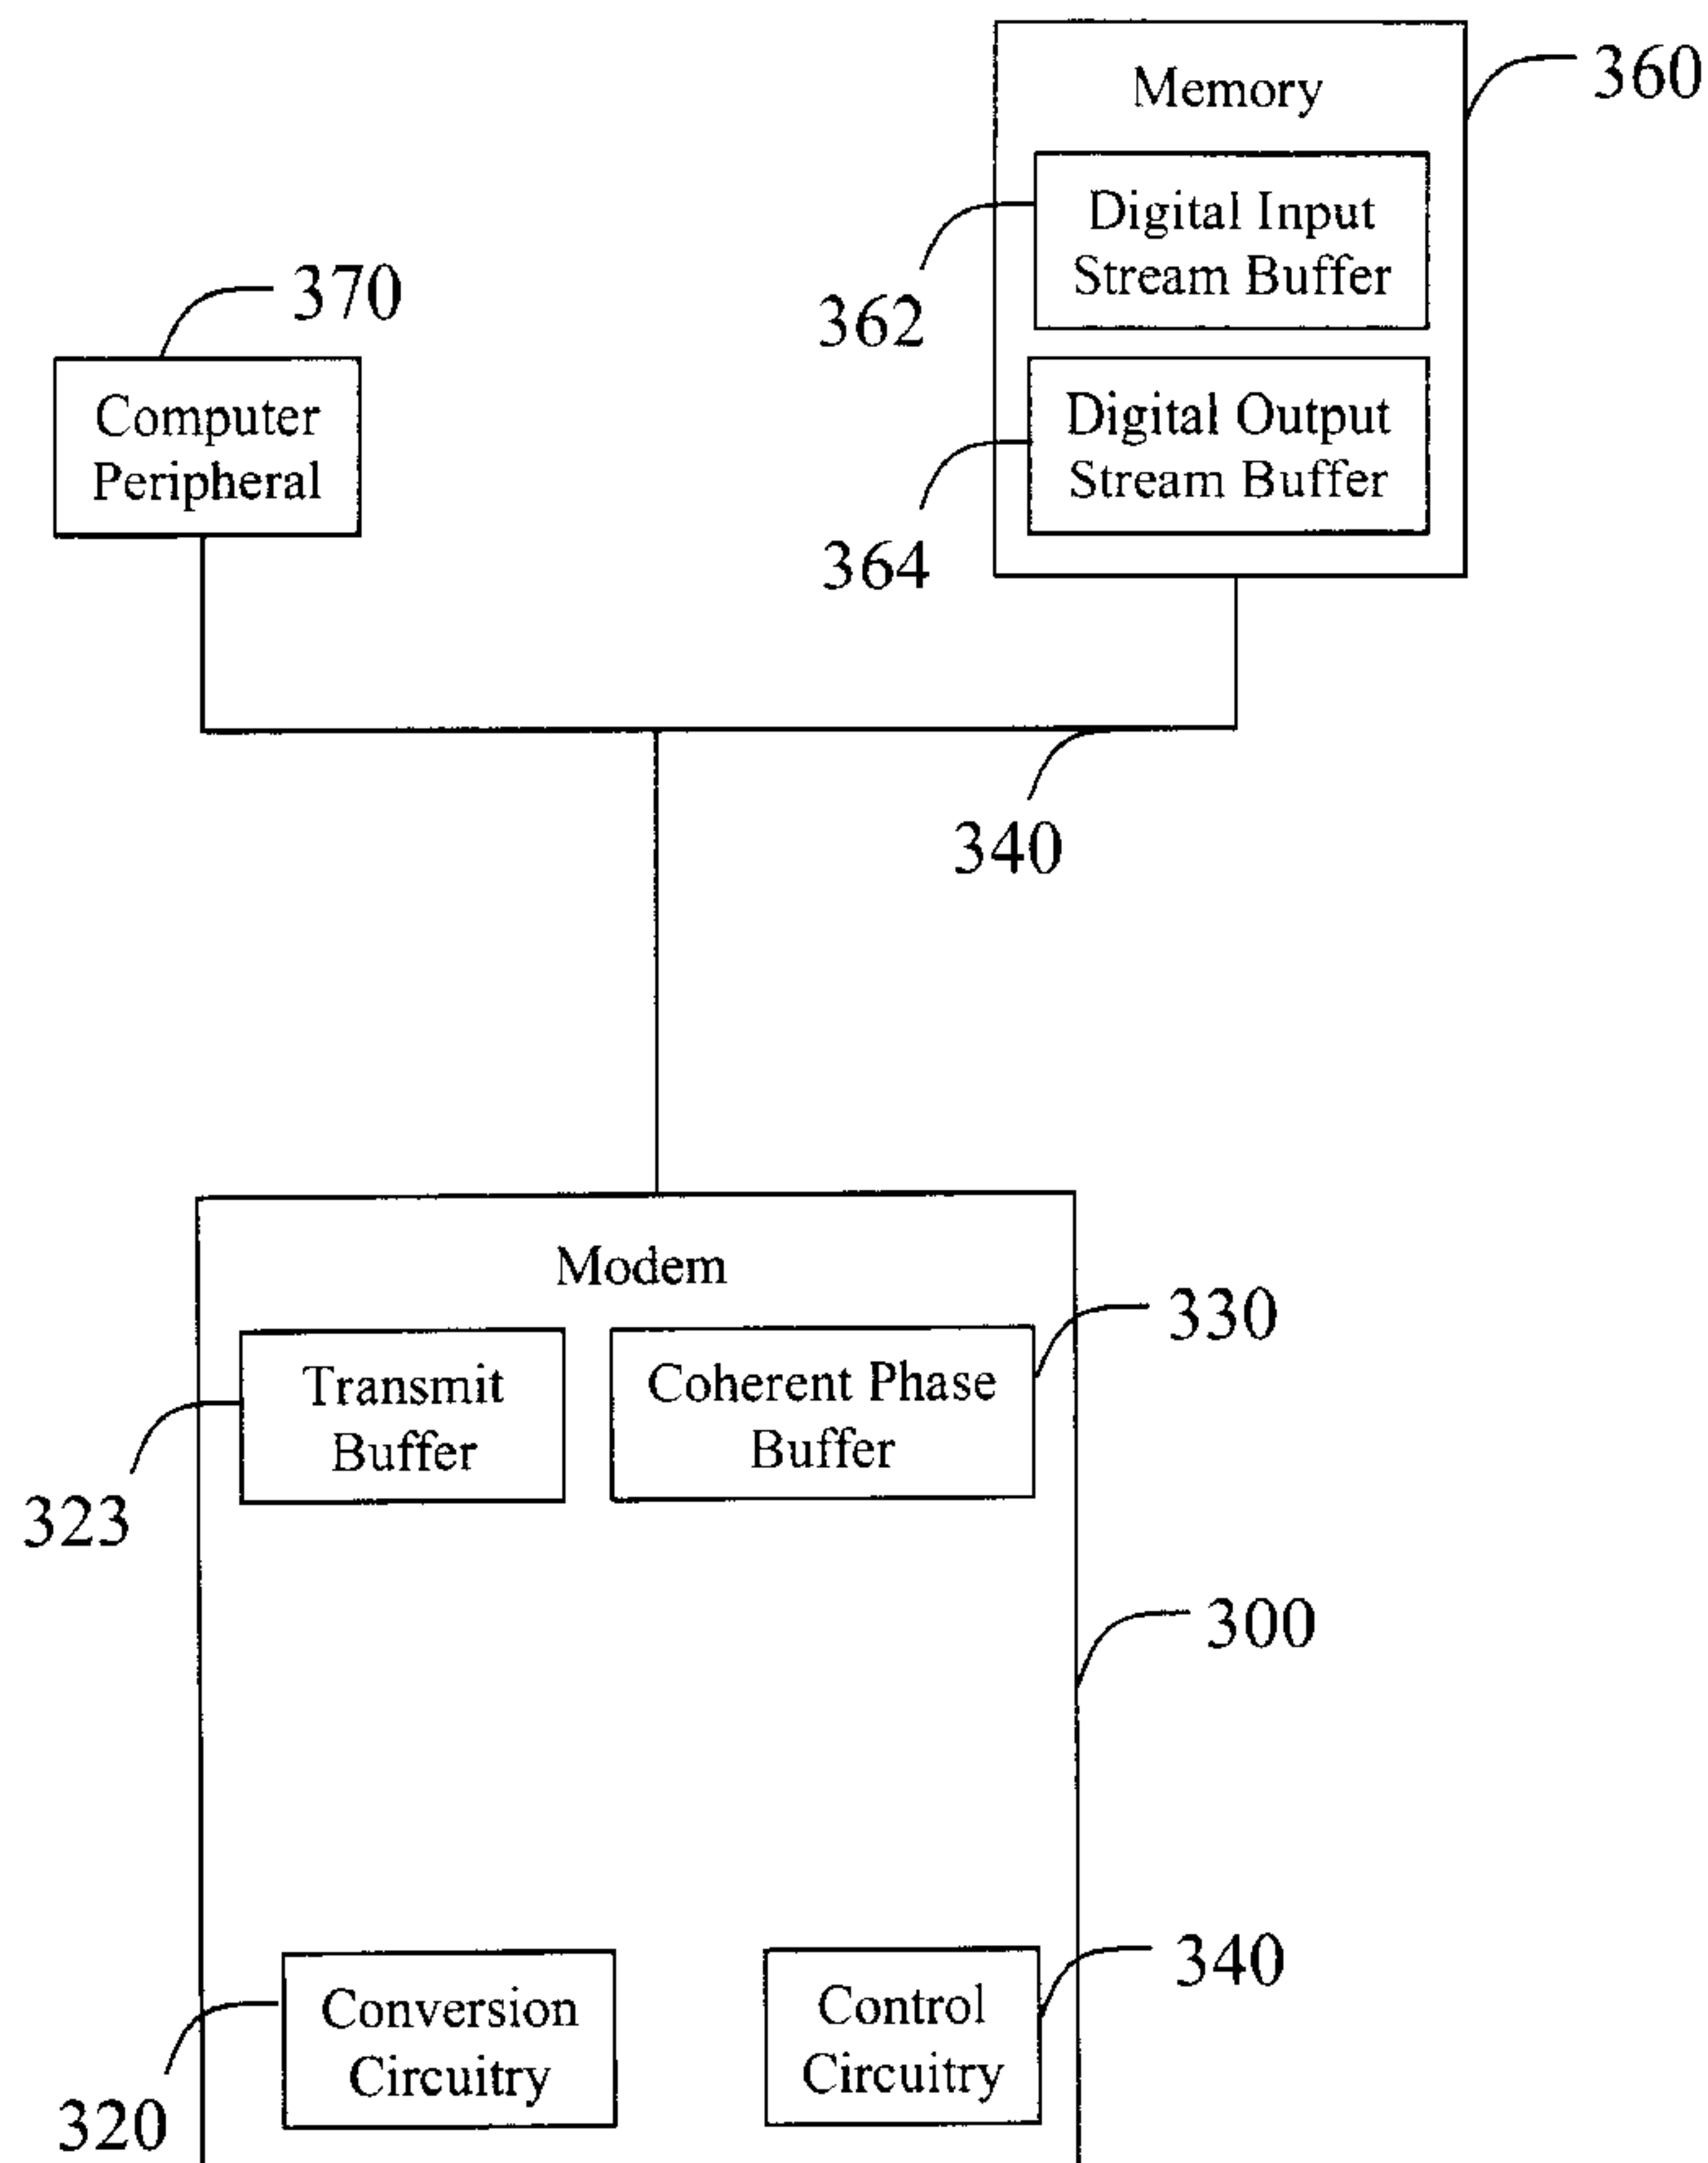 Memory
360
Digital Input
Stream Buffer
362
370
Computer
Peripheral
Digital Output
Stream Buffer
364
340
Modem
330
Transmit
Buffer
Coherent Phase
Buffer
323
300
340
Conversion
Circuitry
Control
Circuitry
320